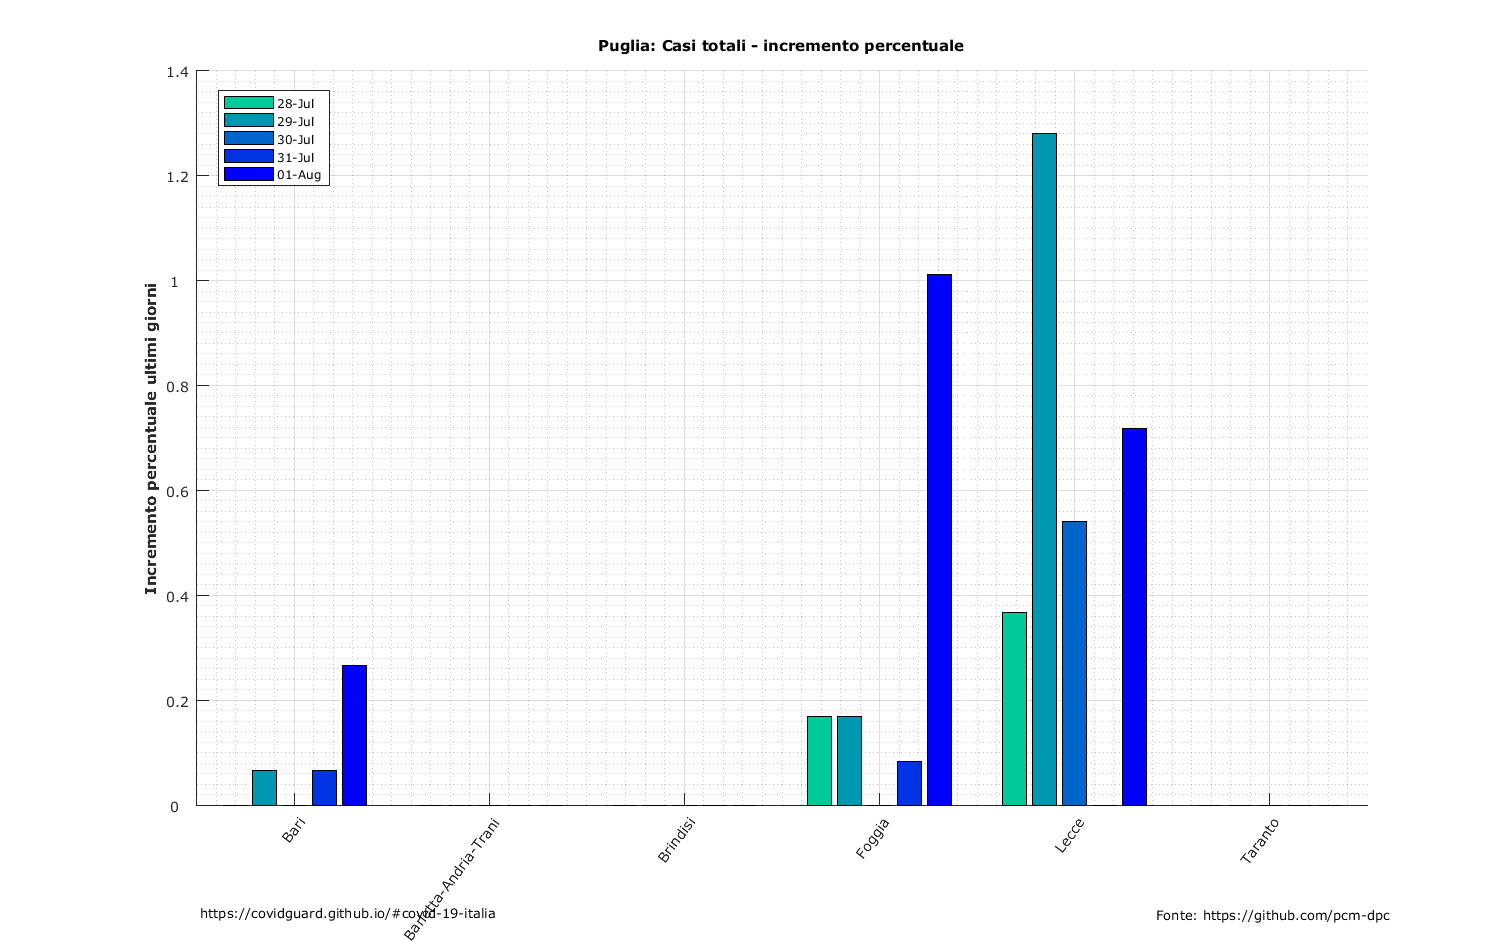 Puglia: Casi totali - incremento percentuale
1.4
1.2
1
0.8
0.6
0.4
0.2
0
Incremento percentuale ultimi giorni
28-Jul
29-Jul
30-Jul
31-Jul
01-Aug
Bari
Barletta-Andria-Trani
Brindisi
Foggia
Lecce
Taranto
https://covidguard.github.io/#covid-19-italia
Fonte: https://github.com/pcm-dpc